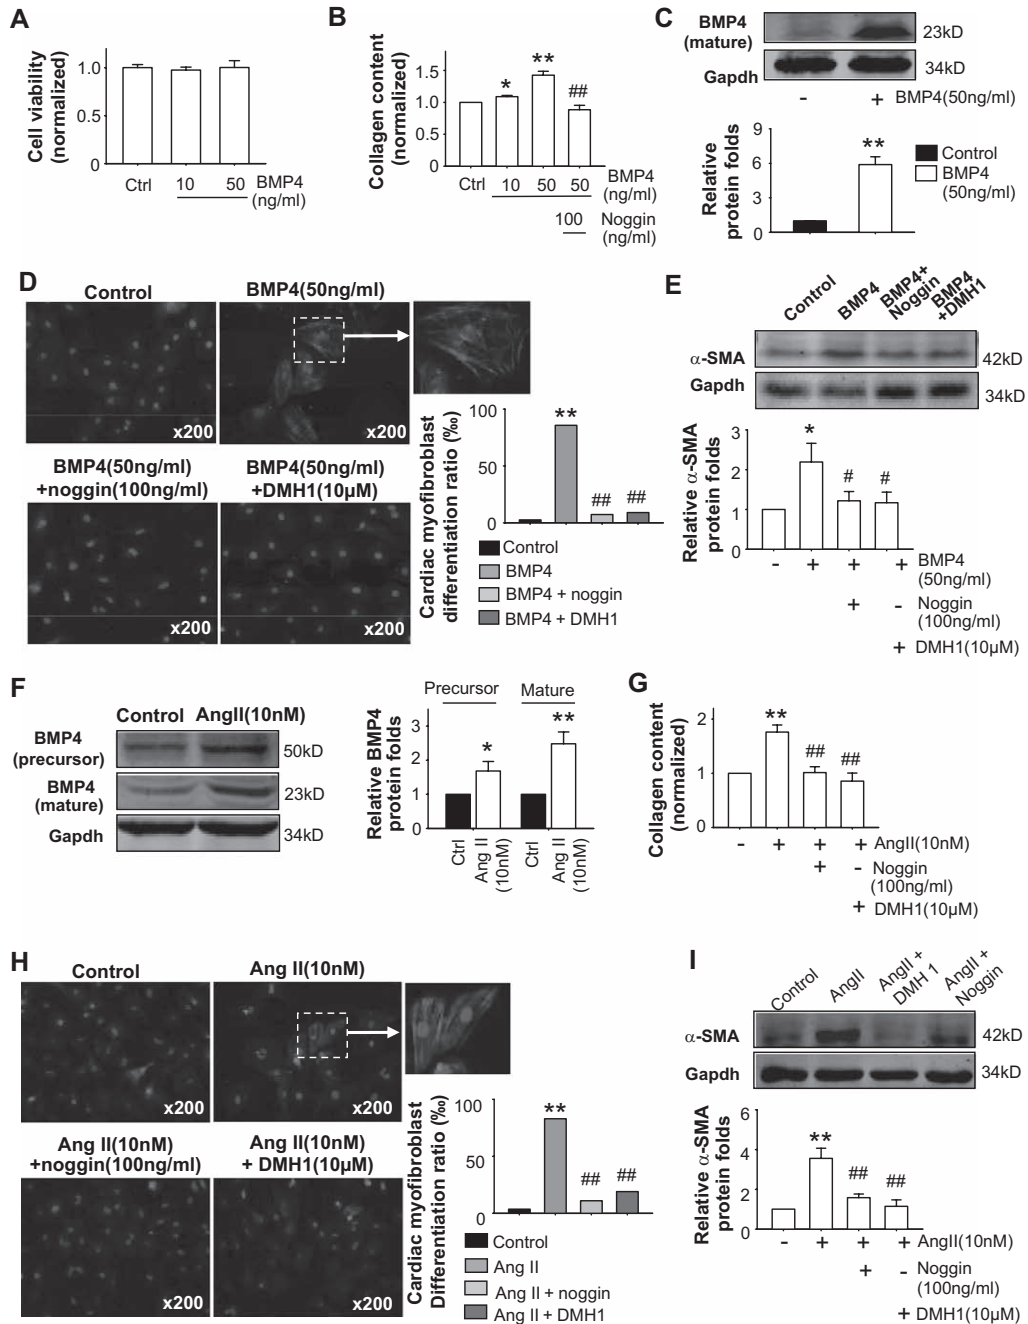 A
Cell viability
(normalized)
1.0
0.5
0
Ctrl 10 50 BMP4
(ng/ml)
B
Collagen content
(normalized)
1.5
1.0
0.5
0
* ** ##
Ctrl 10 50 50 BMP4
(ng/ml)
100 Noggin
(ng/ml)
C
BMP4
(mature)
23kD
Gapdh
34kD
- + BMP4(50ng/ml)
Relative
protein folds
9
6
3
0
**
Control
BMP4
(50ng/ml)
D
Control
BMP4(50ng/ml)
x200
x200
BMP4(50ng/ml)
+noggin(100ng/ml)
BMP4(50ng/ml)
+DMH1(10µM)
x200
x200
Cardiac myofibroblast
differentiation ratio (‰)
100
50
0
** ## ##
Control
BMP4
BMP4 + noggin
BMP4 + DMH1
E
Control
BMP4
BMP4+
Noggin
BMP4
+DMH1
α-SMA
42kD
Gapdh
34kD
Relative α-SMA
protein folds
3
2
1
0
* # #
- + + + BMP4
(50ng/ml)
+ - Noggin
(100ng/ml)
+ DMH1(10µM)
F
Control AngII(10nM)
BMP4
(precursor)
50kD
BMP4
(mature)
23kD
Gapdh
34kD
Precursor Mature
Relative BMP4
protein folds
3
2
1
0
* **
Ctrl
Ang II
(10nM)
Ctrl
Ang II
(10nM)
G
Collagen content
(normalized)
2
1
0
** ## ##
- + + + AngII(10nM)
+ - Noggin
(100ng/ml)
+ DMH1(10µM)
H
Control
Ang II(10nM)
x200
x200
Ang II(10nM)
+noggin(100ng/ml)
Ang II(10nM)
+ DMH1(10µM)
x200
x200
Cardiac myofibroblast
Differentiation ratio (‰)
100
50
0
** ## ##
Control
Ang II
Ang II + noggin
Ang II + DMH1
I
Control
AngII
AngII +
DMH 1
AngII +
Noggin
α-SMA
42kD
Gapdh
34kD
Relative α-SMA
protein folds
6
4
2
0
** ## ##
- + + + AngII(10nM)
+ - Noggin
(100ng/ml)
+ DMH1(10µM)